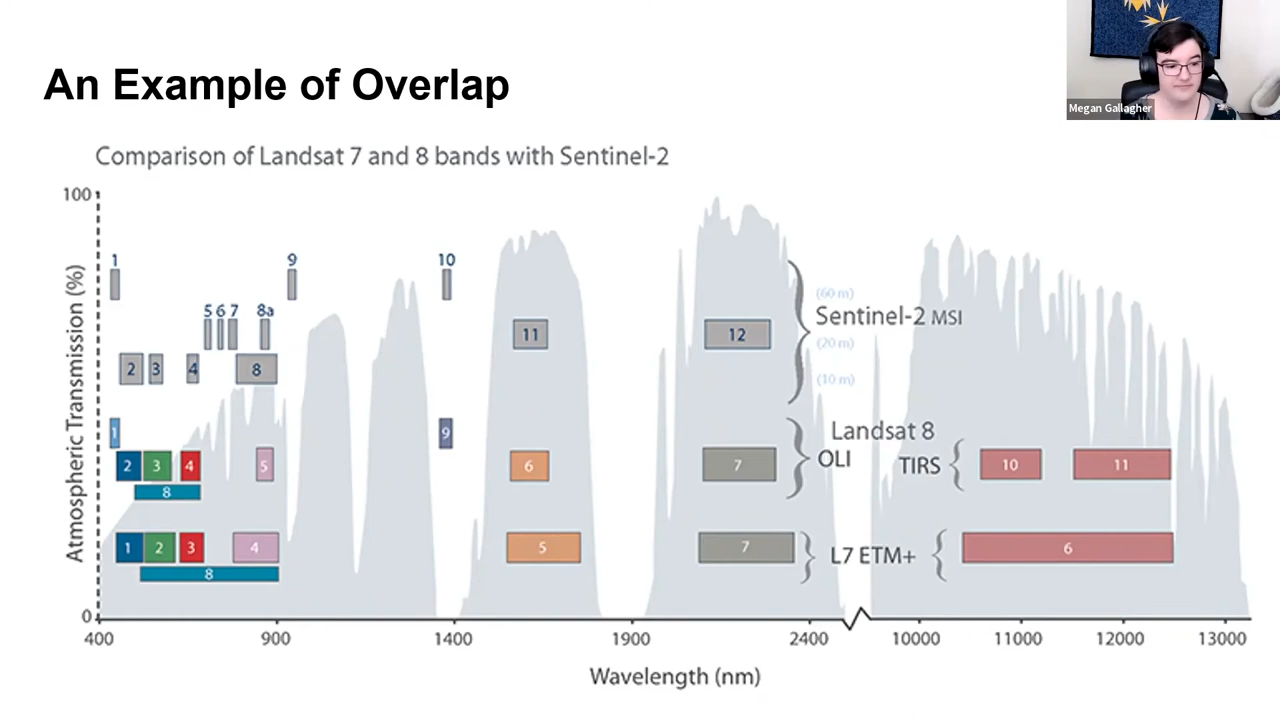 An Example of Overlap
Megan Gallagher
Comparison of Landsat 7 and 8 bands with Sentinel-2
Atmospheric Transmission (%)
100
0
1
9
10
5 6 7 8a
2 3 4 8
11
12
(60 m)
Sentinel-2 MSI
(20 m)
(10 m)
1
9
2 3 4 5
8
6
7
Landsat 8
OLI
TIRS
10
11
1 2 3 4
8
5
7
L7 ETM+
6
400 900 1400 1900 2400 10000 11000 12000 13000
Wavelength (nm)